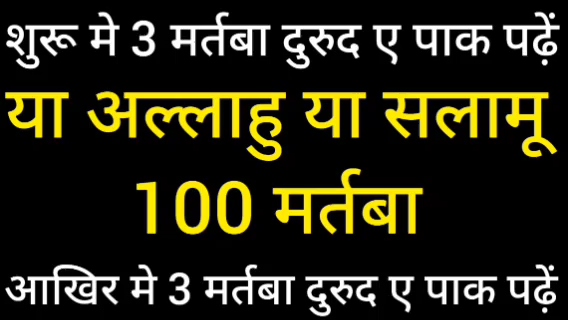 शुरू मे 3 मर्तबा दुरुद ए पाक पढ़ें
या अल्लाहु या सलामू
100 मर्तबा
आखिर मे 3 मर्तबा दुरुद ए पाक पढ़ें